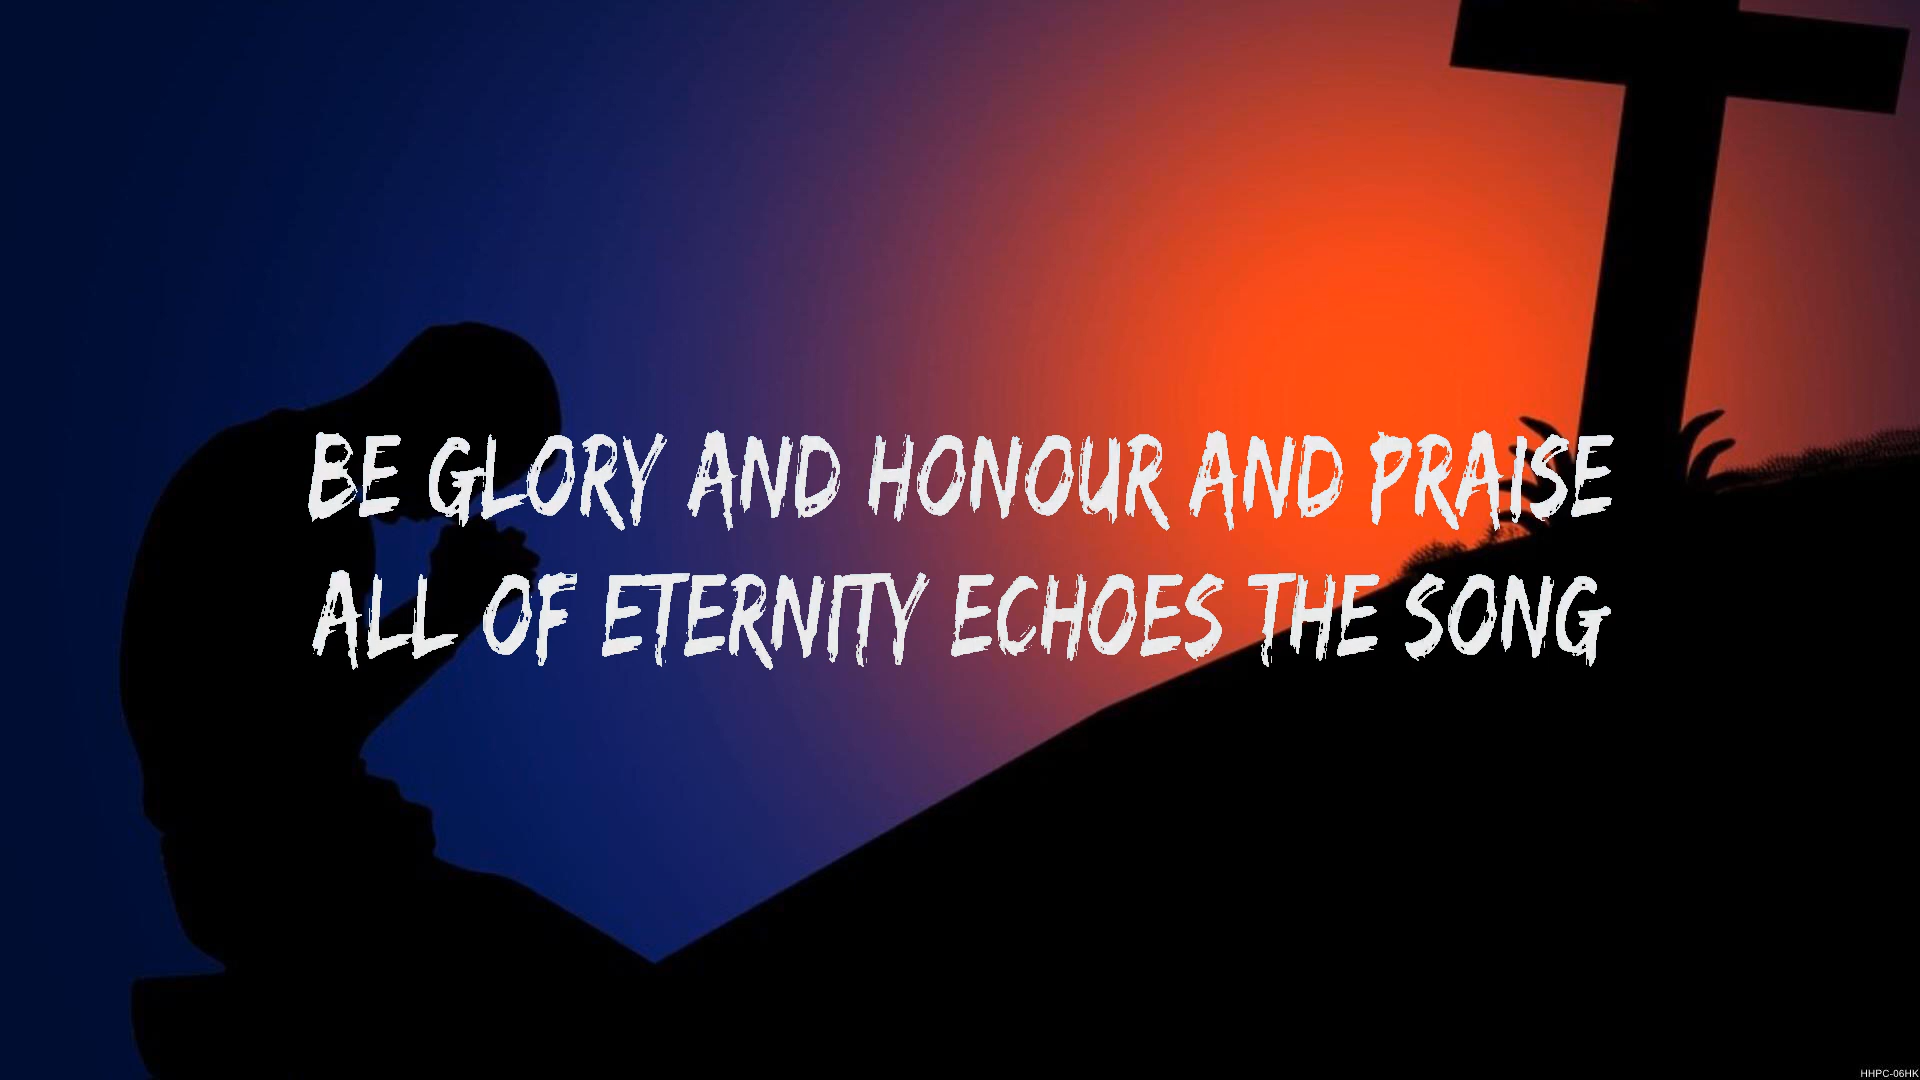 BE GLORY AND HONOUR AND PRAISE
ALL OF ETERNITY ECHOES THE SONG
HHPC-06HK